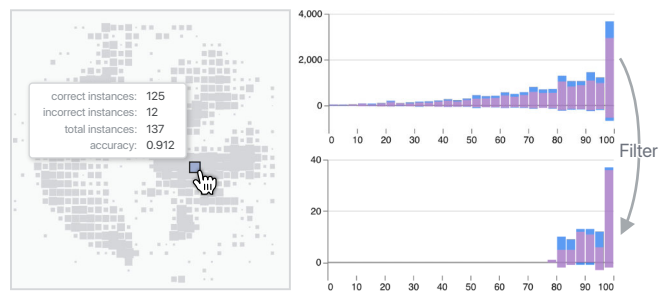 correct instances: 125
incorrect instances: 12
total instances: 137
accuracy: 0.912
4,000
2,000
0
0 10 20 30 40 50 60 70 80 90 100
Filter
40
20
0
0 10 20 30 40 50 60 70 80 90 100